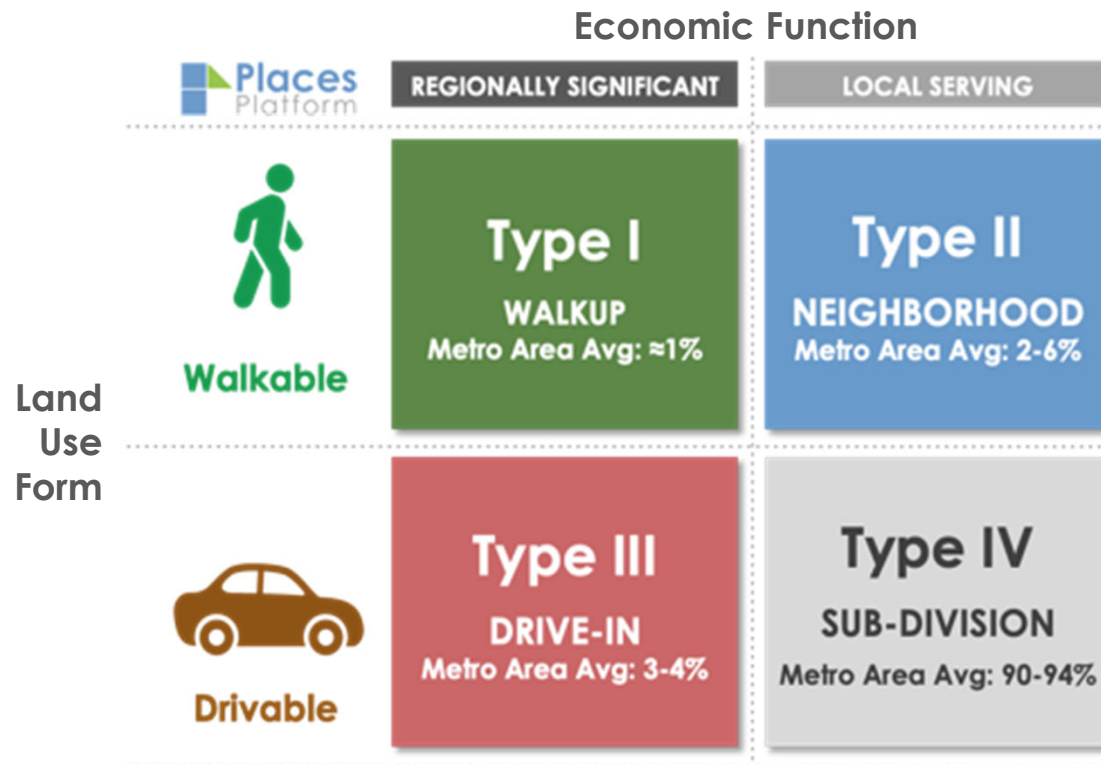 Economic Function
Places
Platform
REGIONALLY SIGNIFICANT
LOCAL SERVING
Land
Use
Form
Walkable
Type I
WALKUP
Metro Area Avg: ≈1%
Type II
NEIGHBORHOOD
Metro Area Avg: 2-6%
Drivable
Type III
DRIVE-IN
Metro Area Avg: 3-4%
Type IV
SUB-DIVISION
Metro Area Avg: 90-94%